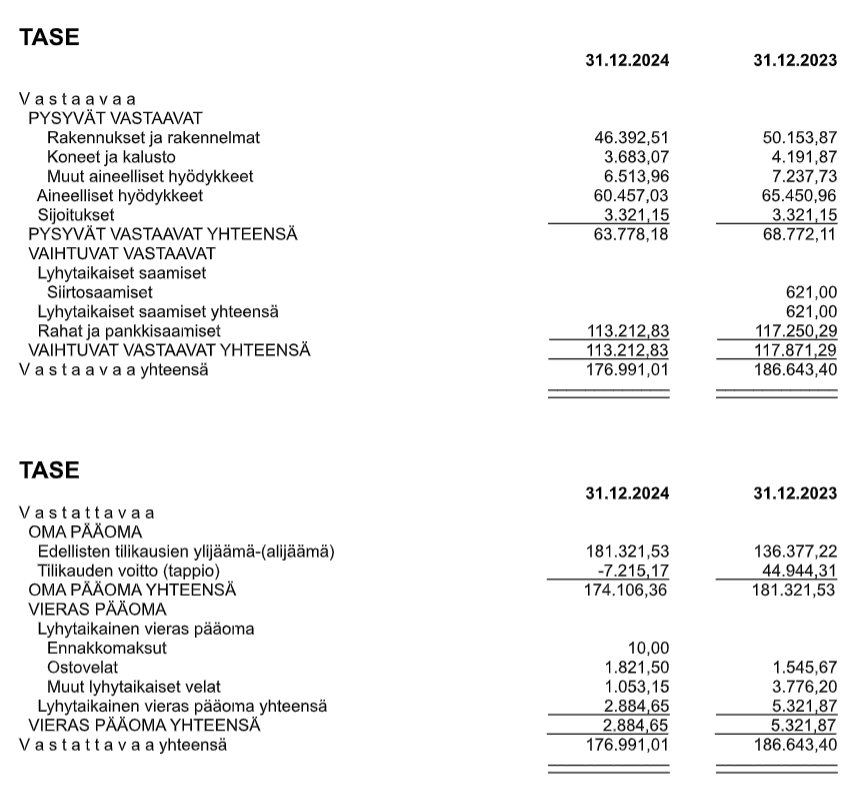 TASE
31.12.2024 31.12.2023
V a s t a a v a a
PYSYVÄT VASTAAVAT
Rakennukset ja rakennelmat 46.392,51 50.153,87
Koneet ja kalusto 3.683,07 4.191,87
Muut aineelliset hyödykkeet 6.513,96 7.237,73
Aineelliset hyödykkeet 60.457,03 65.450,96
Sijoitukset 3.321,15 3.321,15
PYSYVÄT VASTAAVAT YHTEENSÄ 63.778,18 68.772,11
VAIHTUVAT VASTAAVAT
Lyhytaikaiset saamiset
Siirtosaamiset 621,00
Lyhytaikaiset saamiset yhteensä 621,00
Rahat ja pankkisaamiset 113.212,83 117.250,29
VAIHTUVAT VASTAAVAT YHTEENSÄ 113.212,83 117.871,29
V a s t a a v a a yhteensä 176.991,01 186.643,40
TASE
31.12.2024 31.12.2023
V a s t a t t a v a a
OMA PÄÄOMA
Edellisten tilikausien ylijäämä-(alijäämä) 181.321,53 136.377,22
Tilikauden voitto (tappio) -7.215,17 44.944,31
OMA PÄÄOMA YHTEENSÄ 174.106,36 181.321,53
VIERAS PÄÄOMA
Lyhytaikainen vieras pääoma
Ennakkomaksut 10,00
Ostovelat 1.821,50 1.545,67
Muut lyhytaikaiset velat 1.053,15 3.776,20
Lyhytaikainen vieras pääoma yhteensä 2.884,65 5.321,87
VIERAS PÄÄOMA YHTEENSÄ 2.884,65 5.321,87
V a s t a t t a v a a yhteensä 176.991,01 186.643,40